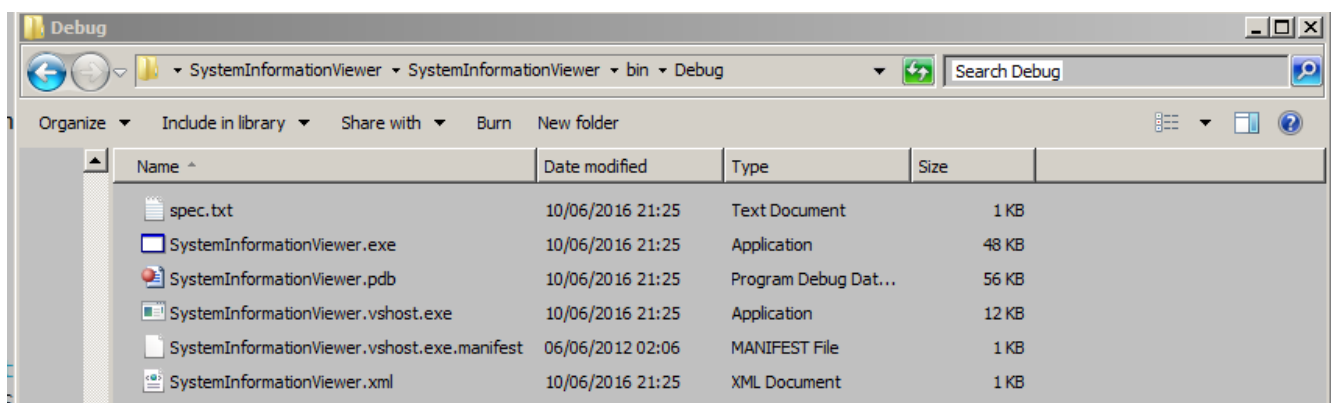 Debug
SystemInformationViewer SystemInformationViewer bin Debug Search Debug
Organize Include in library Share with Burn New folder
Name Date modified Type Size
spec.txt 10/06/2016 21:25 Text Document 1 KB
SystemInformationViewer.exe 10/06/2016 21:25 Application 48 KB
SystemInformationViewer.pdb 10/06/2016 21:25 Program Debug Dat... 56 KB
SystemInformationViewer.vshost.exe 10/06/2016 21:25 Application 12 KB
SystemInformationViewer.vshost.exe.manifest 06/06/2012 02:06 MANIFEST File 1 KB
SystemInformationViewer.xml 10/06/2016 21:25 XML Document 1 KB